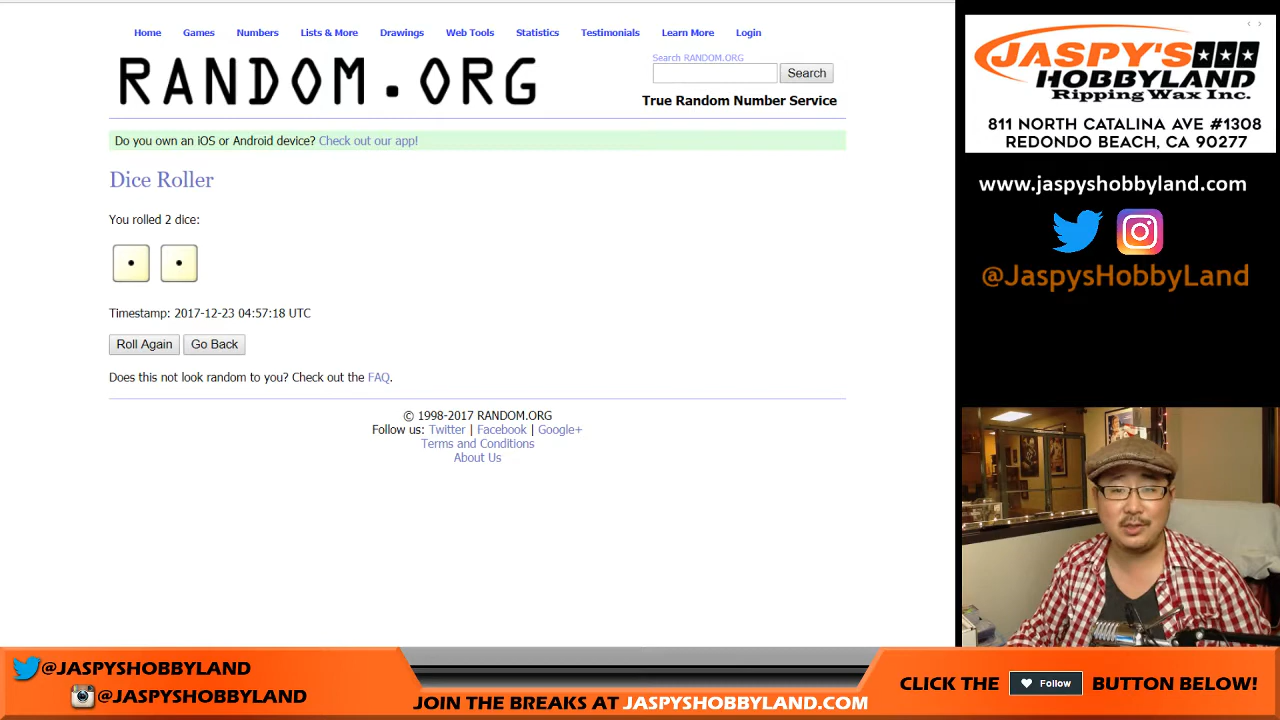 Home Games Numbers Lists & More Drawings Web Tools Statistics Testimonials Learn More Login
RANDOM.ORG
Search RANDOM.ORG
Search
True Random Number Service
Do you own an iOS or Android device? Check out our app!
Dice Roller
You rolled 2 dice:
Timestamp: 2017-12-23 04:57:18 UTC
Roll Again Go Back
Does this not look random to you? Check out the FAQ.
© 1998-2017 RANDOM.ORG
Follow us: Twitter | Facebook | Google+
Terms and Conditions
About Us
JASPY'S
HOBBYLAND
Ripping Wax Inc.
811 NORTH CATALINA AVE #1308
REDONDO BEACH, CA 90277
www.jaspyshobbyland.com
@JaspysHobbyLand
@JASPYSHOBBYLAND
@JASPYSHOBBYLAND
JOIN THE BREAKS AT JASPYSHOBBYLAND.COM
CLICK THE Follow BUTTON BELOW!